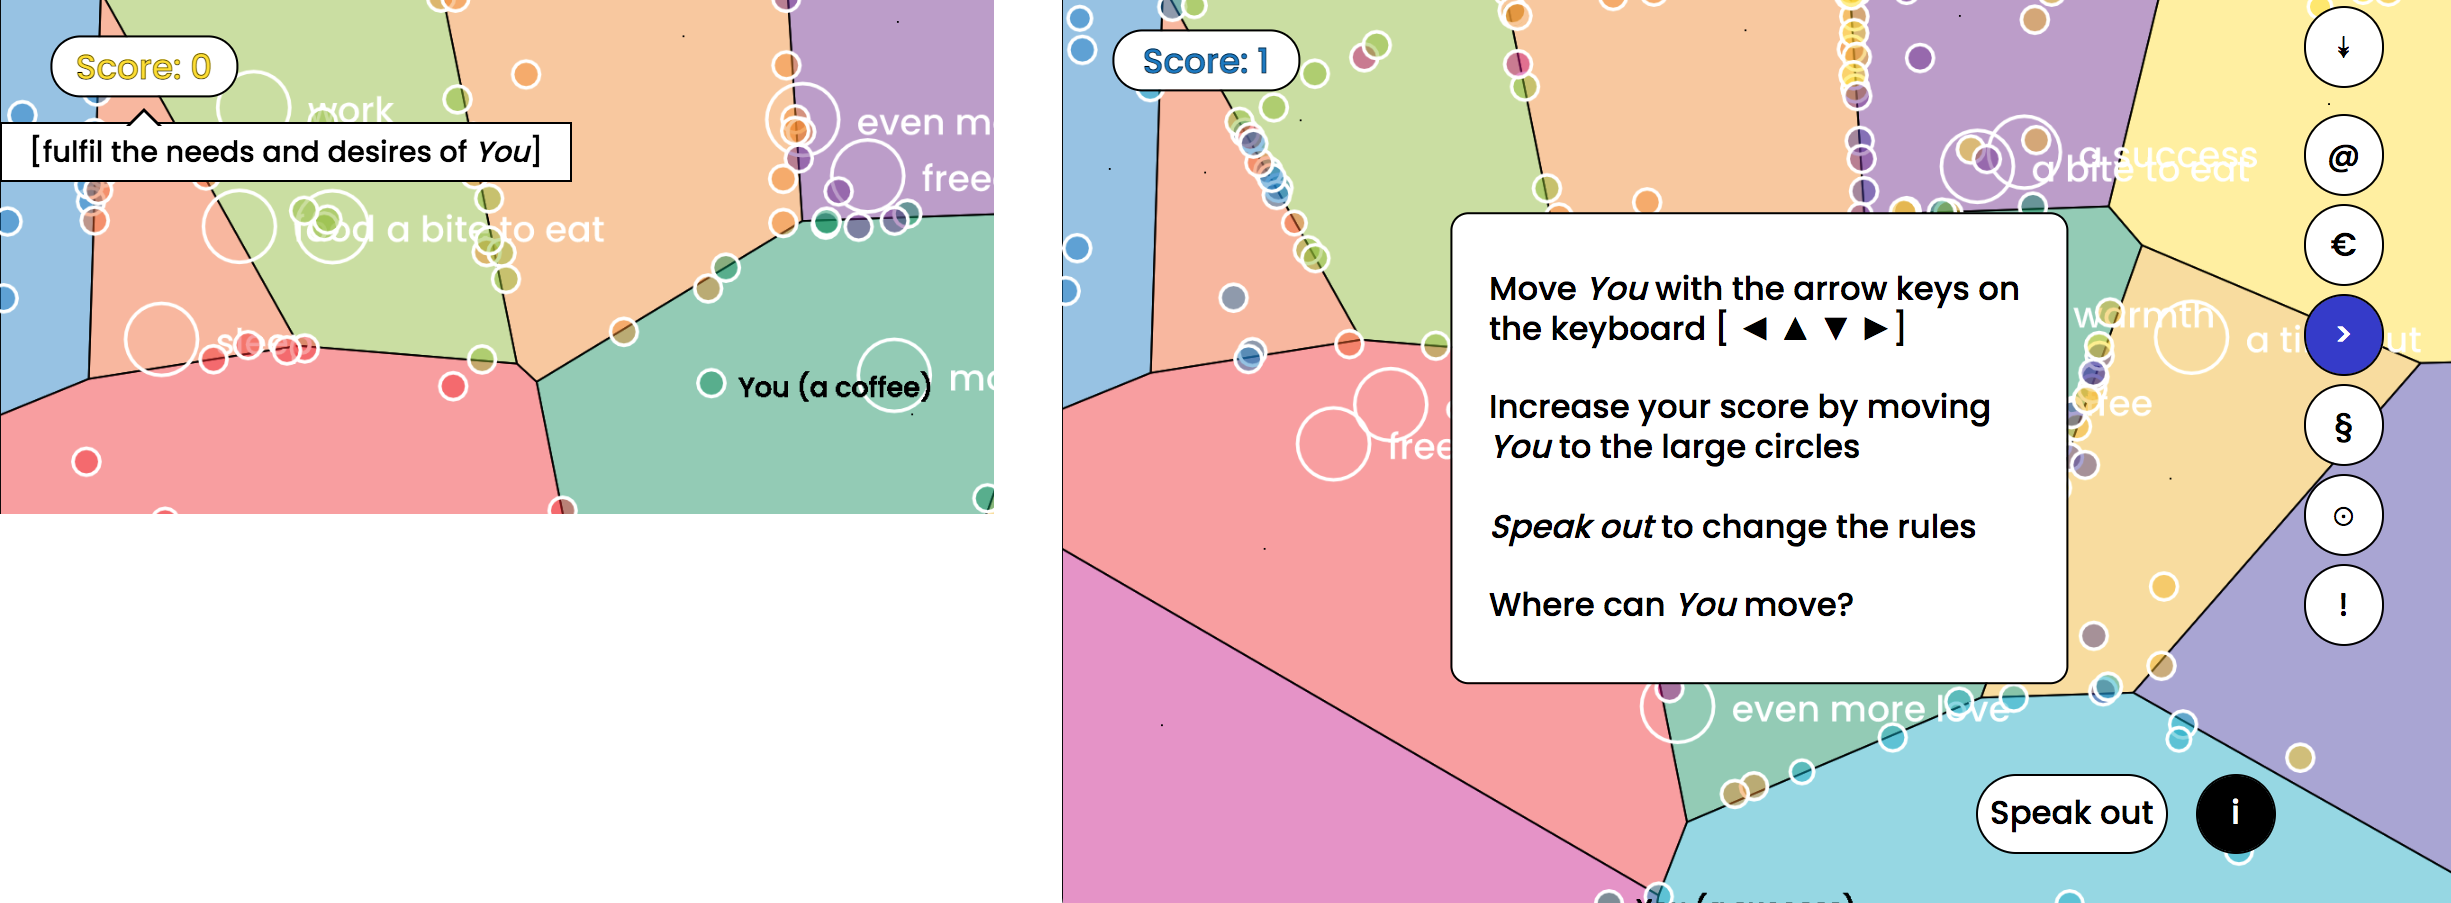 Score: 0
work
[fulfil the needs and desires of You]
even m
free
food a bite to eat
sleep
You (a coffee)
mo
Score: 1
a success
a bite to eat
Move You with the arrow keys on
the keyboard [ ◄ ▲ ▼ ► ]
Increase your score by moving
You to the large circles
Speak out to change the rules
Where can You move?
warmth
a ti
ut
free
free
even more love
Speak out
i
↡
@
€
>
§
⊙
!
You (a success)